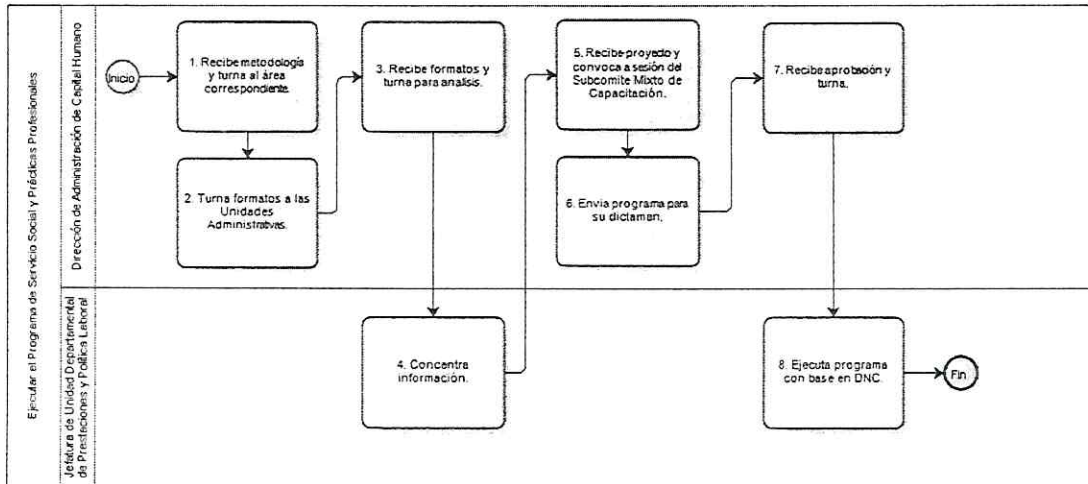 Ejecutar el Programa de Servicio Social y Prácticas Profesionales
Dirección de Administración de Capital Humano
Inicio
1. Recibe metodología
y turna al área
correspondiente.
2. Turna formatos a las
Unidades
Administrativas.
3. Recibe formatos y
turna para analisis.
5. Recibe proyecto y
convoca a sesión del
Subcomite Mixto de
Capacitación.
6. Envía programa para
su dictamen.
7. Recibe aprobación y
turna.
Jefatura de Unidad Departamental
de Prestaciones y Política Laboral
4. Concentra
información.
8. Ejecuta programa
con base en DNC.
Fin